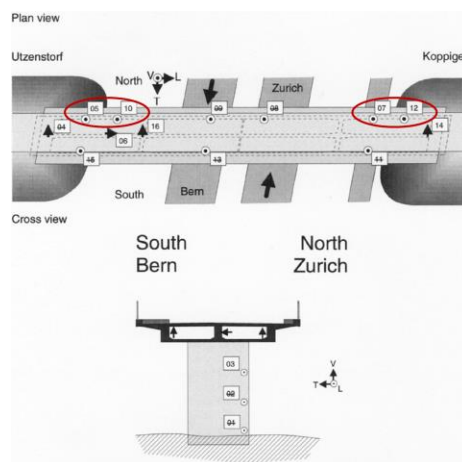 Plan view
Utzenstorf
Koppige
North
V
L
T
Zurich
05
10
09
08
07
12
04
16
06
14
15
13
11
South
Bern
Cross view
South
Bern
North
Zurich
03
02
01
V
T
L